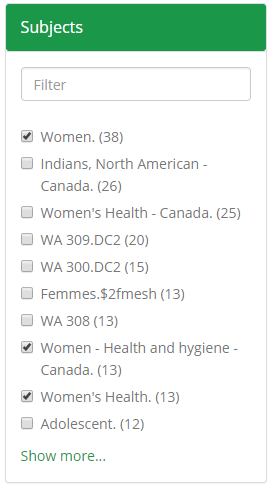 Subjects
Filter
Women. (38)
Indians, North American -
Canada. (26)
Women's Health - Canada. (25)
WA 309.DC2 (20)
WA 300.DC2 (15)
Femmes.$2fmesh (13)
WA 308 (13)
Women - Health and hygiene -
Canada. (13)
Women's Health. (13)
Adolescent. (12)
Show more...